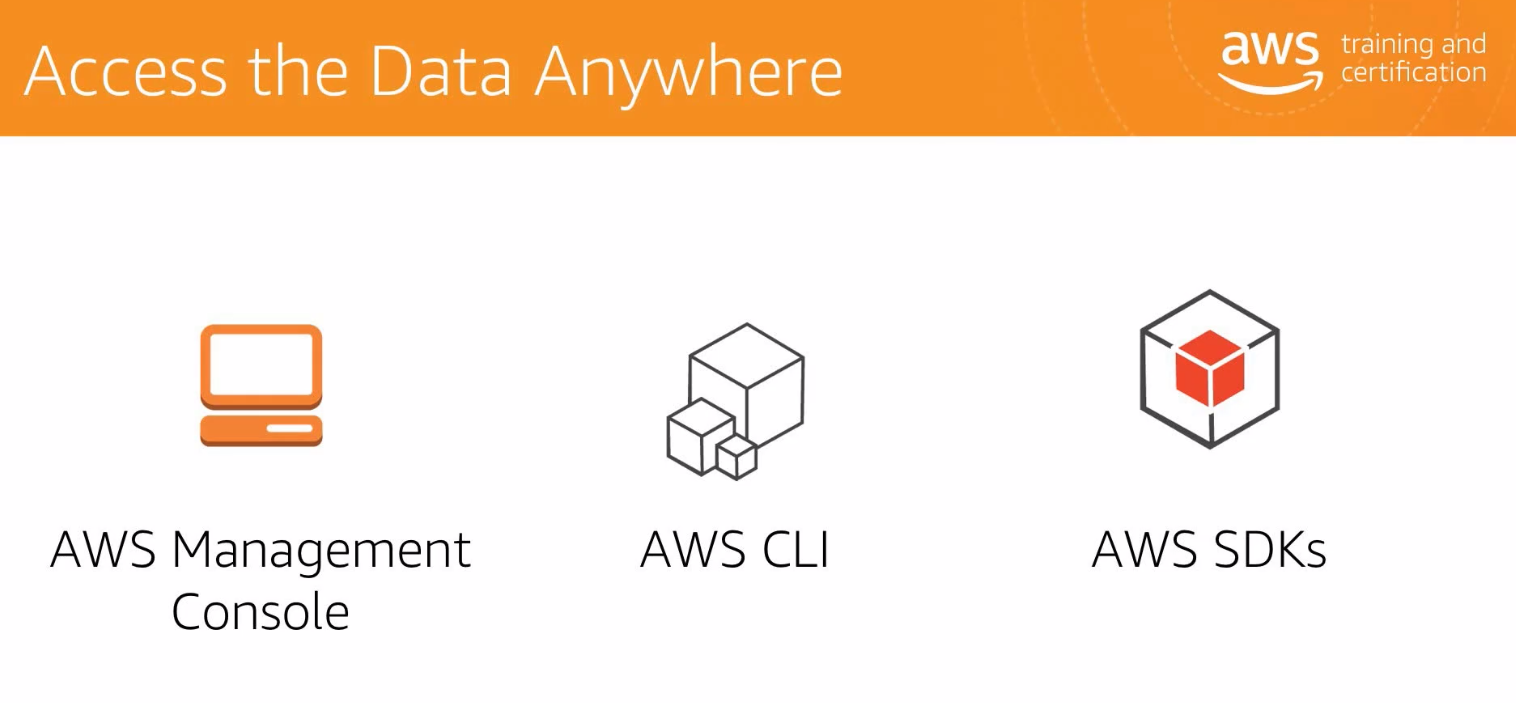 Access the Data Anywhere
aws
training and
certification
AWS Management
Console
AWS CLI
AWS SDKs